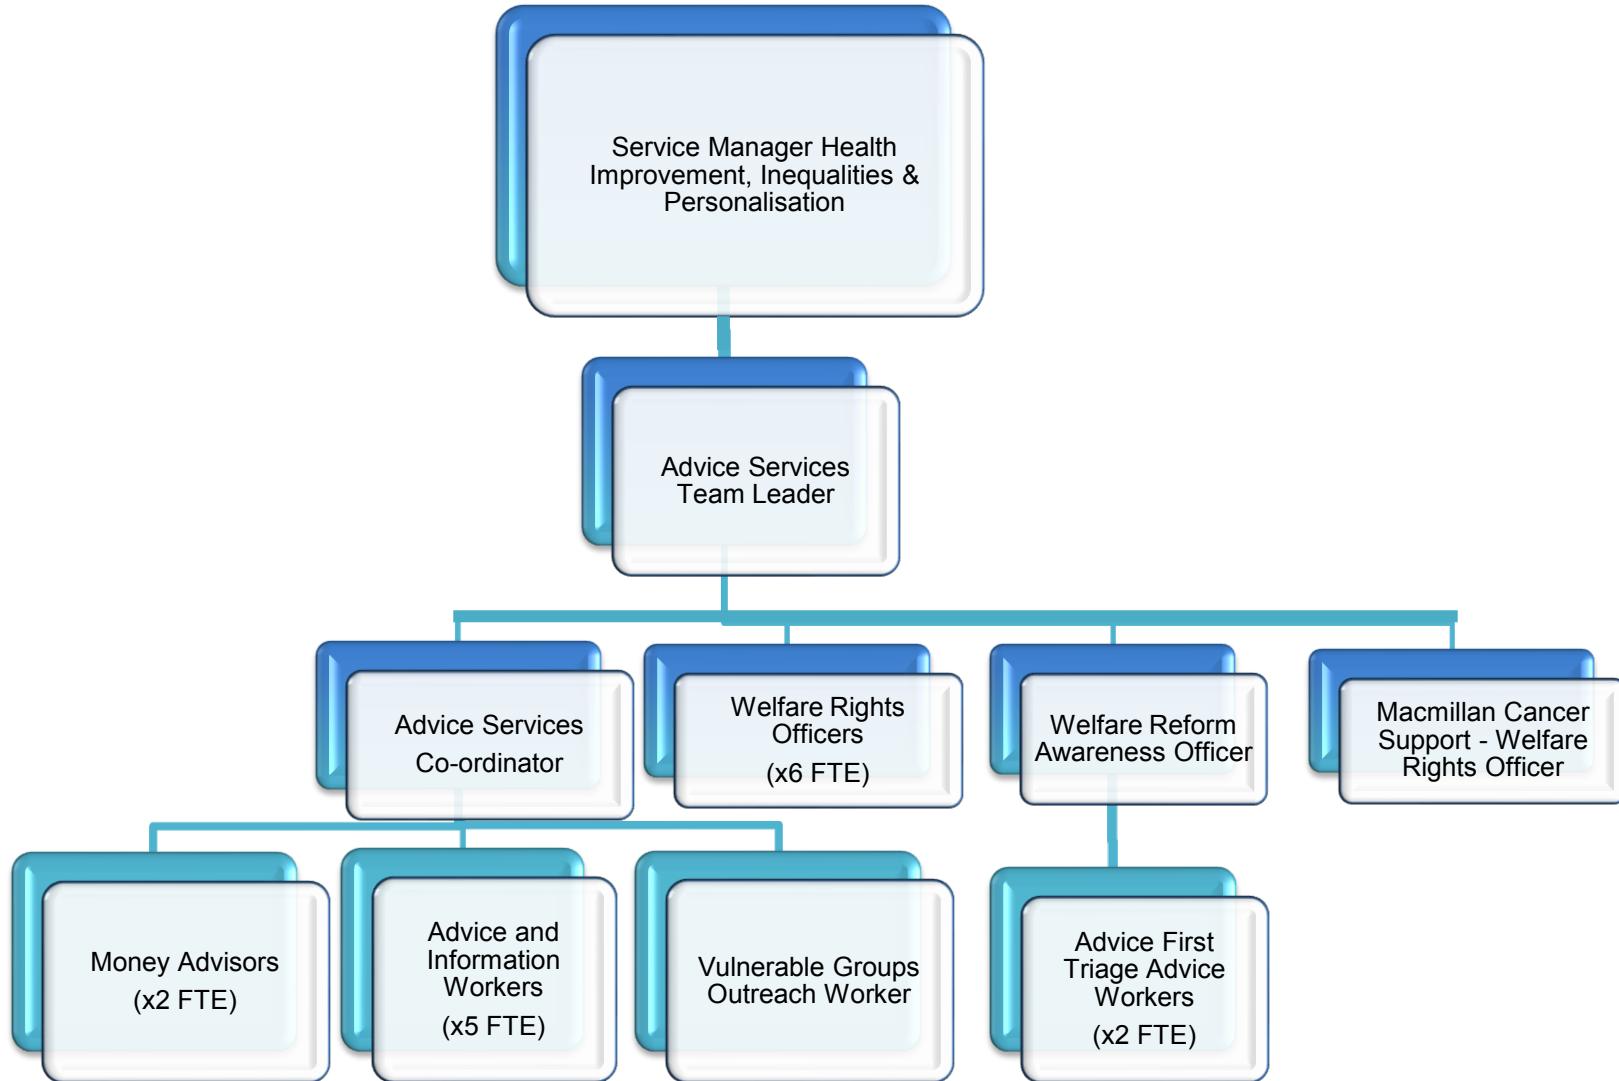 Service Manager Health
Improvement, Inequalities &
Personalisation
Advice Services
Team Leader
Advice Services
Co-ordinator
Welfare Rights
Officers
(x6 FTE)
Welfare Reform
Awareness Officer
Macmillan Cancer
Support - Welfare
Rights Officer
Money Advisors
(x2 FTE)
Advice and
Information
Workers
(x5 FTE)
Vulnerable Groups
Outreach Worker
Advice First
Triage Advice
Workers
(x2 FTE)